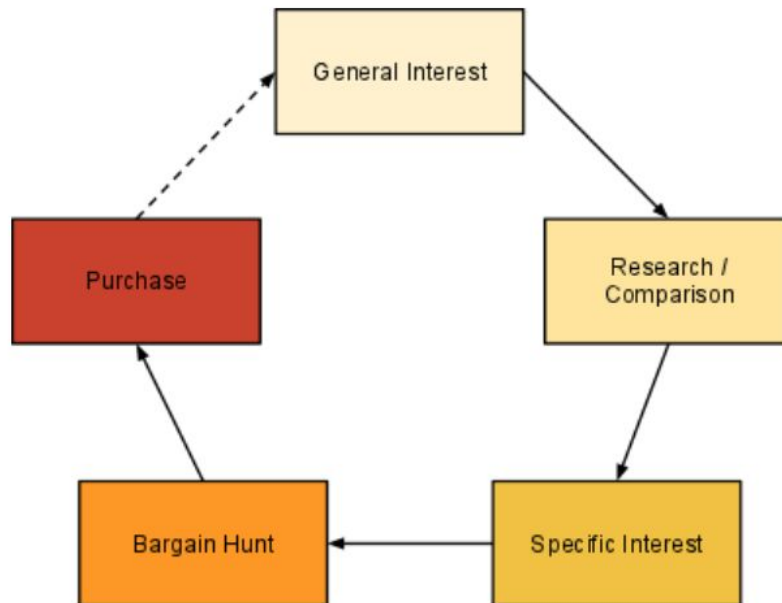 General Interest
Research /
Comparison
Specific Interest
Bargain Hunt
Purchase